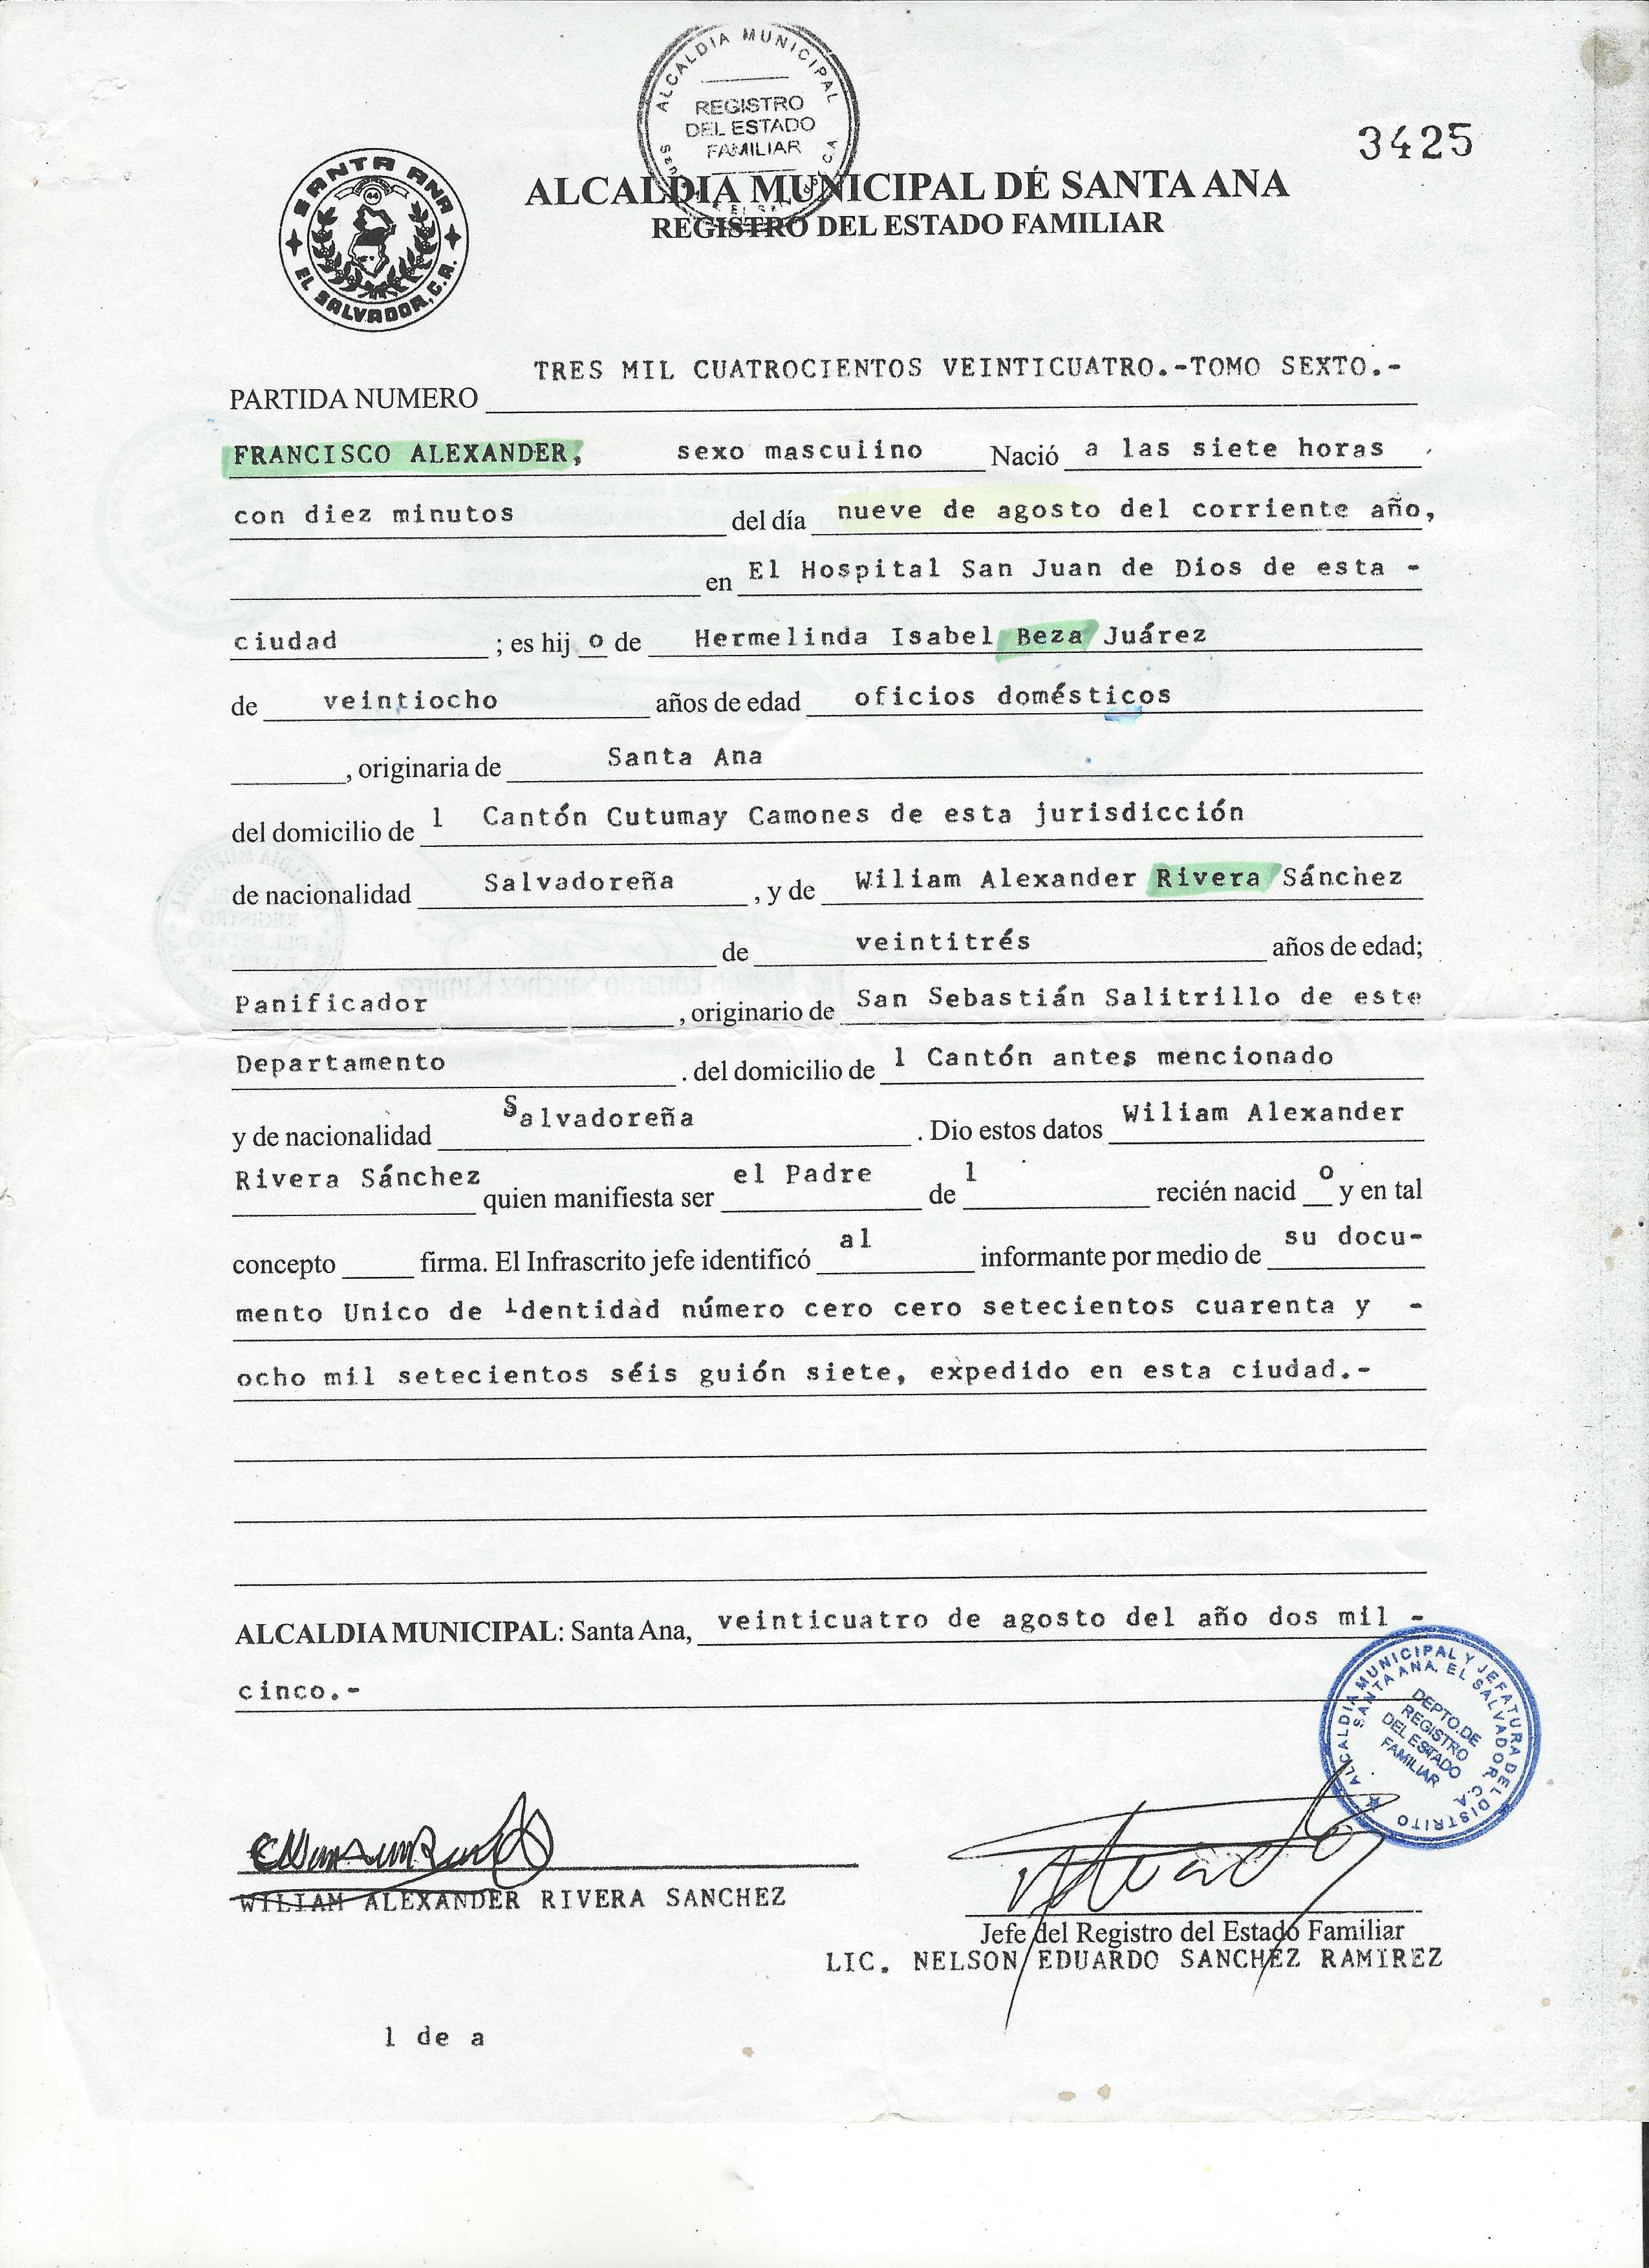 ALCALDIA MUNICIPAL
REGISTRO
DEL ESTADO
FAMILIAR
3425
SANTA ANA
EL SALVADOR, C.A.
ALCALDIA MUNICIPAL DE SANTA ANA
REGISTRO DEL ESTADO FAMILIAR
PARTIDA NUMERO TRES MIL CUATROCIENTOS VEINTICUATRO.-TOMO SEXTO.-
FRANCISCO ALEXANDER, sexo masculino Nació a las siete horas
con diez minutos del día nueve de agosto del corriente año,
en El Hospital San Juan de Dios de esta -
ciudad ; es hij o de Hermelinda Isabel Beza Juárez
de veintiocho años de edad oficios domésticos
, originaria de Santa Ana
del domicilio de l Cantón Cutumay Camones de esta jurisdicción
de nacionalidad Salvadoreña , y de Wiliam Alexander Rivera Sánchez
de veintitrés años de edad;
Panificador , originario de San Sebastián Salitrillo de este
Departamento . del domicilio de l Cantón antes mencionado
y de nacionalidad Salvadoreña . Dio estos datos Wiliam Alexander
Rivera Sánchez quien manifiesta ser el Padre de l recién nacid o y en tal
concepto firma. El Infrascrito jefe identificó al informante por medio de su docu-
mento Unico de Identidad número cero cero setecientos cuarenta y -
ocho mil setecientos séis guión siete, expedido en esta ciudad.-
ALCALDIA MUNICIPAL: Santa Ana, veinticuatro de agosto del año dos mil -
cinco.-
ALCALDIA MUNICIPAL Y JEFATURA DEL DISTRITO
SANTA ANA. EL SALVADOR, C.A.
DEPTO. DE
REGISTRO
DEL ESTADO
FAMILIAR
WILIAM ALEXANDER RIVERA SANCHEZ
Jefe del Registro del Estado Familiar
LIC. NELSON EDUARDO SANCHEZ RAMIREZ
l de a